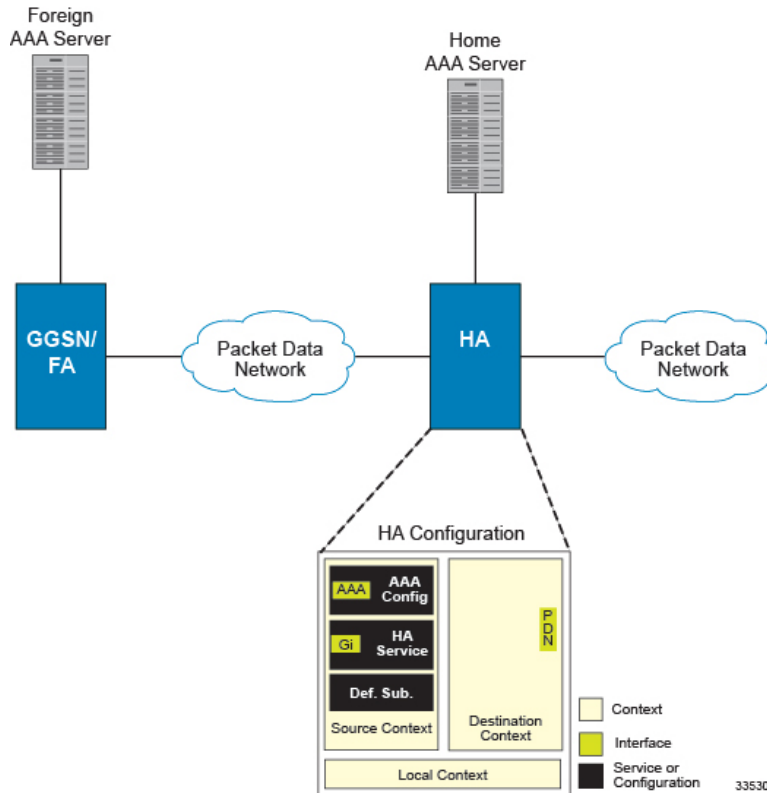 Foreign
AAA Server
Home
AAA Server
GGSN/
FA
Packet Data
Network
HA
Packet Data
Network
HA Configuration
AAA
AAA
Config
Gi
HA
Service
Def. Sub.
Source Context
PDN
Destination
Context
Local Context
Context
Interface
Service or
Configuration
33530